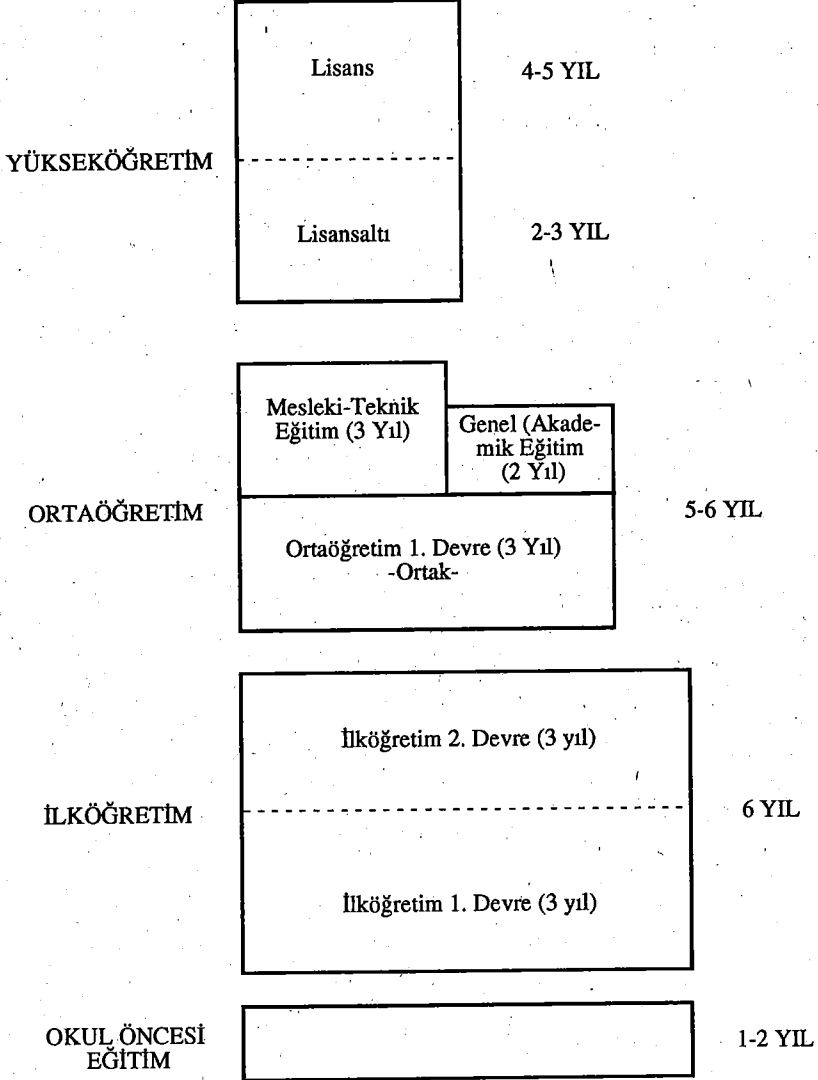 Lisans
4-5 YIL
YÜKSEKÖĞRETİM
Lisansaltı
2-3 YIL
Mesleki-Teknik
Eğitim (3 Yıl)
Genel (Akade-
mik Eğitim
(2 Yıl)
ORTAÖĞRETİM
5-6 YIL
Ortaöğretim 1. Devre (3 Yıl)
-Ortak-
İlköğretim 2. Devre (3 yıl)
İLKÖĞRETİM
6 YIL
İlköğretim 1. Devre (3 yıl)
OKUL ÖNCESİ
EĞİTİM
1-2 YIL